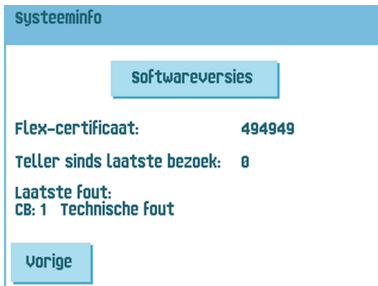 Systeeminfo
Softwareversies
Flex-certificaat: 494949
Teller sinds laatste bezoek: 0
Laatste fout:
CB: 1 Technische fout
Vorige